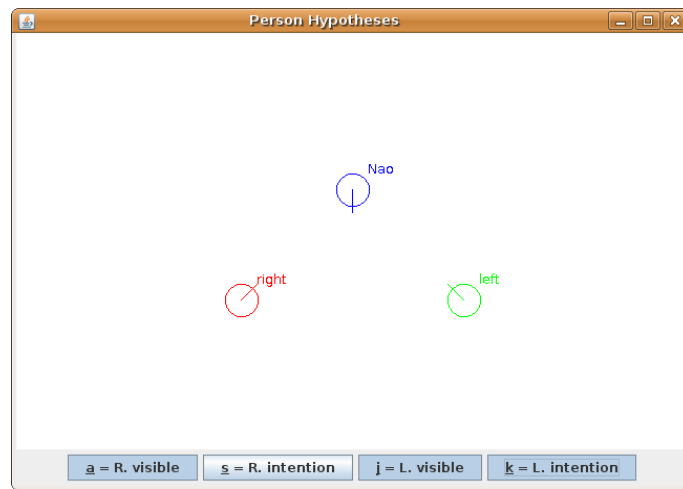 Person Hypotheses
Nao
right
left
a = R. visible
s = R. intention
j = L. visible
k = L. intention